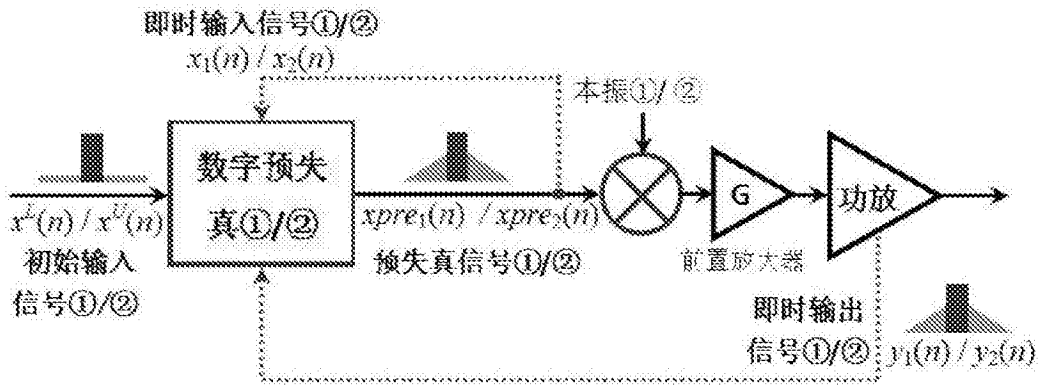 即时输入信号①/②
x₁(n) / x₂(n)
本振①/②
数字预失
真①/②
G
功放
xᴸ(n) / xᵁ(n)
xpre₁(n) / xpre₂(n)
初始输入
信号①/②
预失真信号①/②
前置放大器
即时输出
信号①/②
y₁(n) / y₂(n)